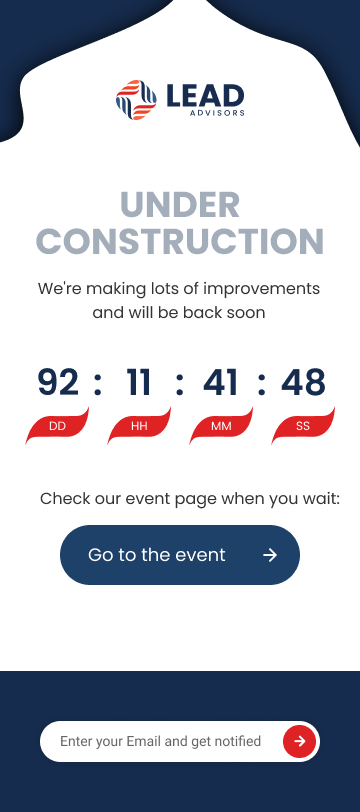 LEAD
ADVISORS
UNDER
CONSTRUCTION
We're making lots of improvements
and will be back soon
92 : 11 : 41 : 48
DD HH MM SS
Check our event page when you wait:
Go to the event
Enter your Email and get notified